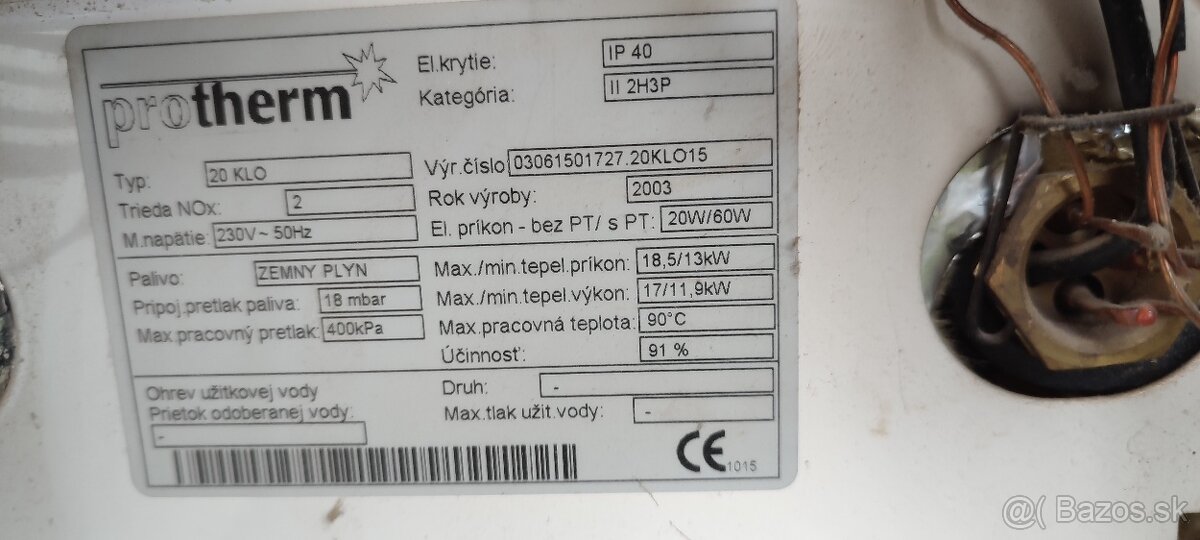 protherm
El.krytie: IP 40
Kategória: II 2H3P
Typ: 20 KLO
Trieda NOx: 2
M.napätie: 230V~ 50Hz
Výr.číslo 03061501727.20KLO15
Rok výroby: 2003
El. príkon - bez PT/ s PT: 20W/60W
Palivo: ZEMNY PLYN
Pripoj.pretlak paliva: 18 mbar
Max.pracovný pretlak: 400kPa
Max./min.tepel.príkon: 18,5/13kW
Max./min.tepel.výkon: 17/11,9kW
Max.pracovná teplota: 90°C
Účinnosť: 91 %
Ohrev užitkovej vody
Prietok odoberanej vody:
-
Druh: -
Max.tlak užit.vody: -
CE 1015
@( Bazos.sk